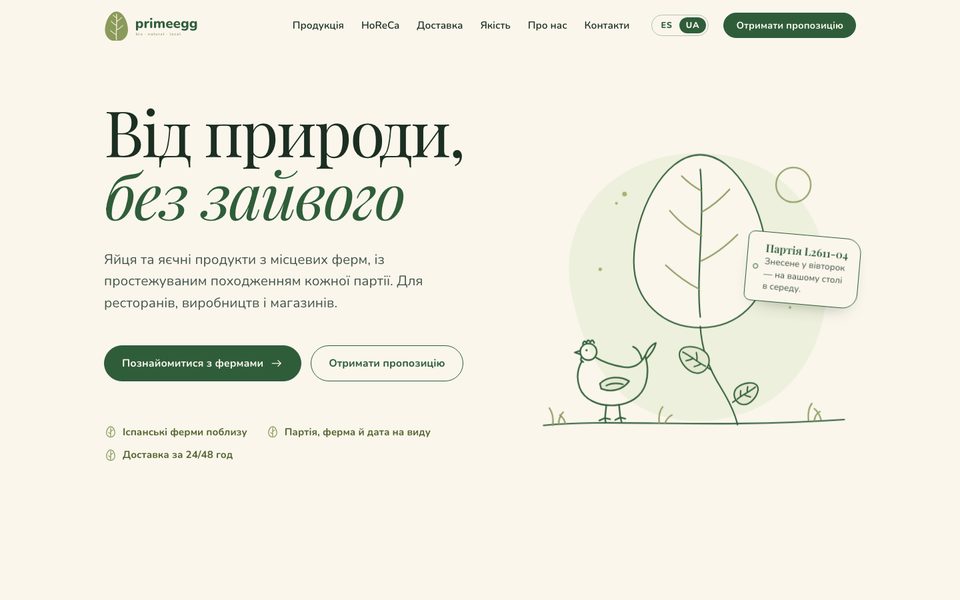 primeegg
bio · natural · local
Продукція HoReCa Доставка Якість Про нас Контакти ES UA Отримати пропозицію
Від природи,
без зайвого
Яйця та яєчні продукти з місцевих ферм, із
простежуваним походженням кожної партії. Для
ресторанів, виробництв і магазинів.
Познайомитися з фермами → Отримати пропозицію
Іспанські ферми поблизу Партія, ферма й дата на виду
Доставка за 24/48 год
Партія L2611-04
Знесене у вівторок
— на вашому столі
в середу.